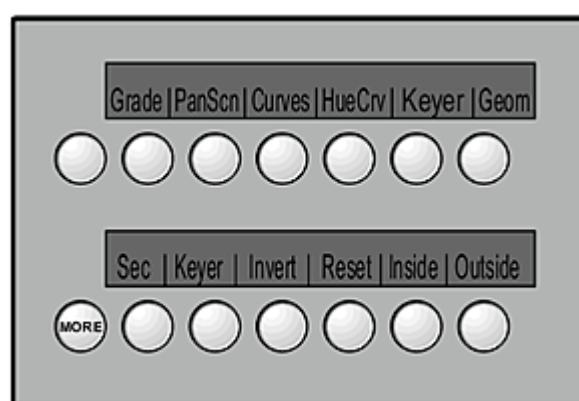 Grade |PanScn| Curves |HueCrv| Keyer |Geom
Sec | Keyer | Invert | Reset |Inside | Outside
MORE